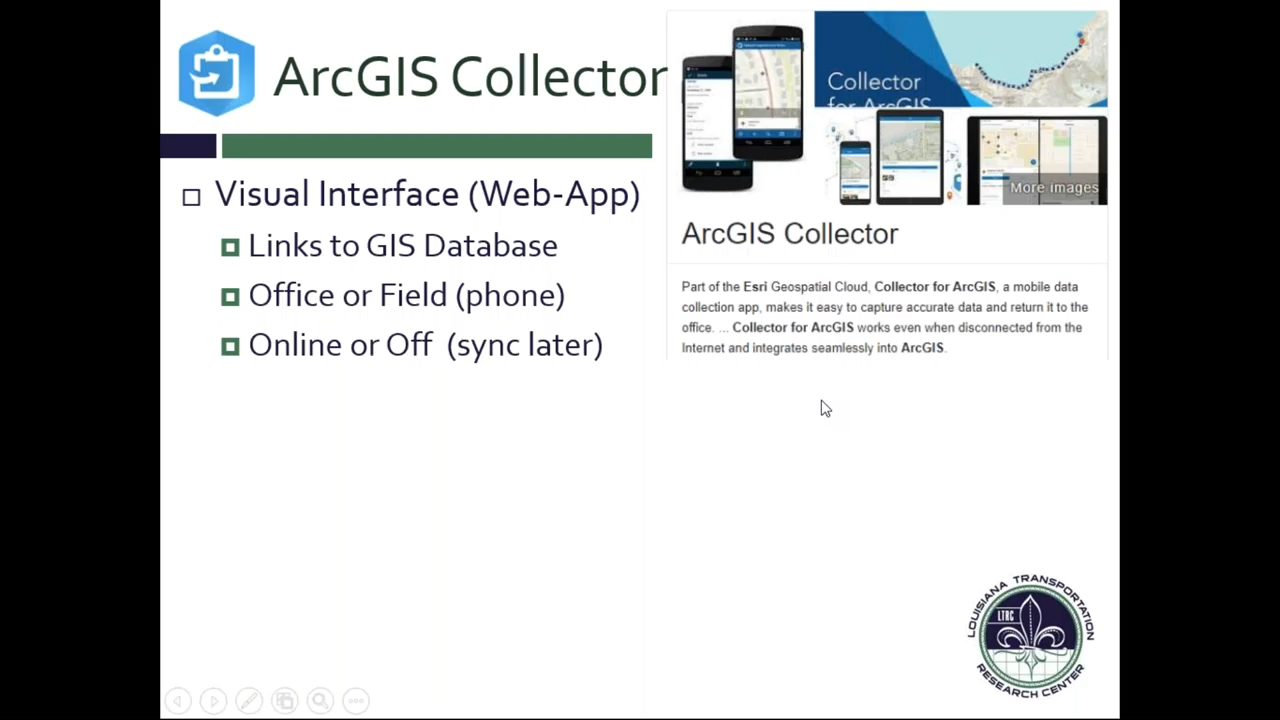 ArcGIS Collector
Visual Interface (Web-App)
Links to GIS Database
Office or Field (phone)
Online or Off (sync later)
Collector
for ArcGIS
More images
ArcGIS Collector
Part of the Esri Geospatial Cloud, Collector for ArcGIS, a mobile data
collection app, makes it easy to capture accurate data and return it to the
office. ... Collector for ArcGIS works even when disconnected from the
Internet and integrates seamlessly into ArcGIS.
LOUISIANA TRANSPORTATION
LTRC
RESEARCH CENTER